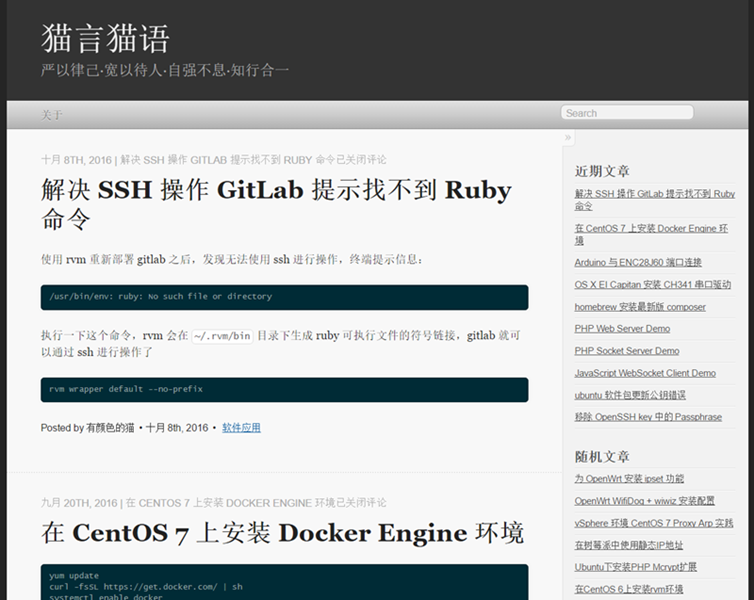 猫言猫语
严以律己·宽以待人·自强不息·知行合一
关于
Search
»
十月 8TH, 2016 | 解决 SSH 操作 GITLAB 提示找不到 RUBY 命令已关闭评论
解决 SSH 操作 GitLab 提示找不到 Ruby
命令
使用 rvm 重新部署 gitlab 之后，发现无法使用 ssh 进行操作，终端提示信息：
/usr/bin/env: ruby: No such file or directory
执行一下这个命令，rvm 会在 ~/.rvm/bin 目录下生成 ruby 可执行文件的符号链接，gitlab 就可
以通过 ssh 进行操作了
rvm wrapper default --no-prefix
Posted by 有颜色的猫 • 十月 8th, 2016 • 软件应用
九月 20TH, 2016 | 在 CENTOS 7 上安装 DOCKER ENGINE 环境已关闭评论
在 CentOS 7 上安装 Docker Engine 环境
yum update
curl -fsSL https://get.docker.com/ | sh
systemctl enable docker
近期文章
解决 SSH 操作 GitLab 提示找不到 Ruby
命令
在 CentOS 7 上安装 Docker Engine 环
境
Arduino 与 ENC28J60 端口连接
OS X EI Capitan 安装 CH341 串口驱动
homebrew 安装最新版 composer
PHP Web Server Demo
PHP Socket Server Demo
JavaScript WebSocket Client Demo
ubuntu 软件包更新公钥错误
移除 OpenSSH key 中的 Passphrase
随机文章
为 OpenWrt 安装 ipset 功能
OpenWrt WifiDog + wiwiz 安装配置
vSphere 环境 CentOS 7 Proxy Arp 实践
在树莓派中使用静态IP地址
Ubuntu下安装PHP Mcrypt扩展
在CentOS 6上安装rvm环境